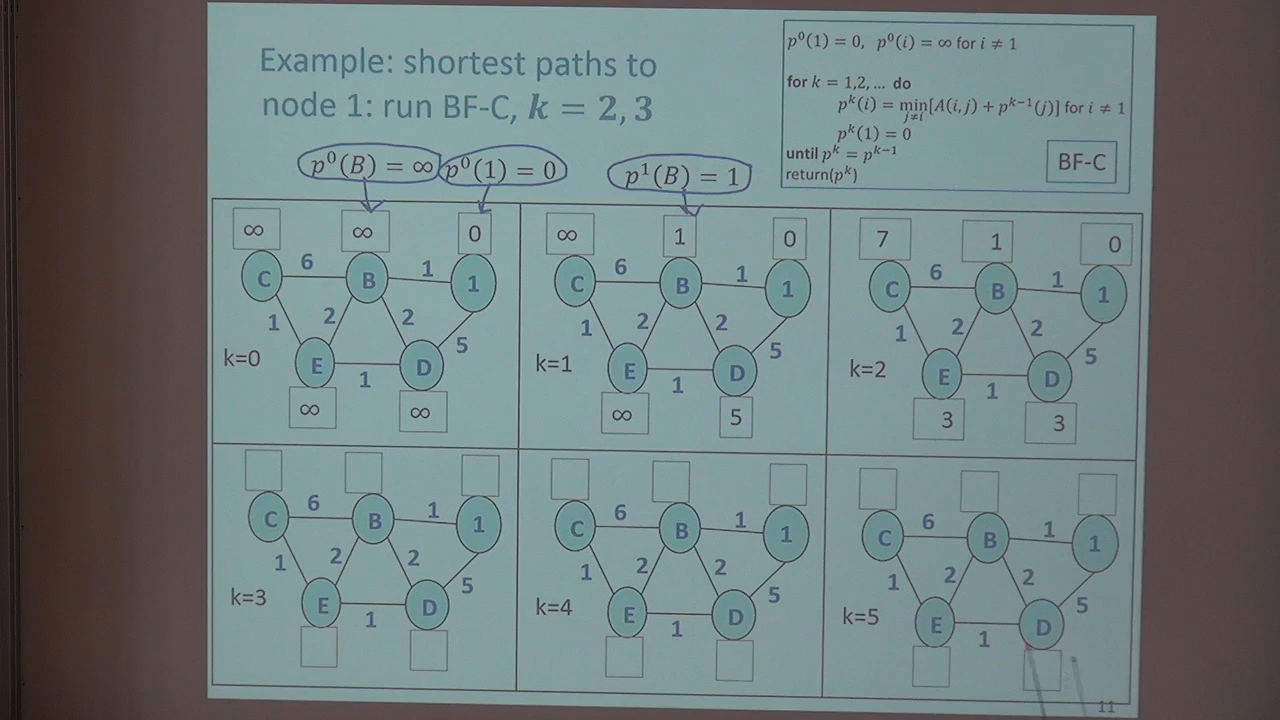 Example: shortest paths to
node 1: run BF-C, k = 2, 3
p⁰(1) = 0, p⁰(i) = ∞ for i ≠ 1
for k = 1,2, … do
pᵏ(i) = min[A(i,j) + pᵏ⁻¹(j)] for i ≠ 1
j≠i
pᵏ(1) = 0
until pᵏ = pᵏ⁻¹
return(pᵏ)
BF-C
p⁰(B) = ∞ p⁰(1) = 0 p¹(B) = 1
∞ ∞ 0
C 6 B 1 1
1 2 2 5
k=0 E 1 D
∞ ∞
∞ 1 0
C 6 B 1 1
1 2 2 5
k=1 E 1 D
∞ 5
7 1 0
C 6 B 1 1
1 2 2 5
k=2 E 1 D
3 3
C 6 B 1 1
1 2 2 5
k=3 E 1 D
C 6 B 1 1
1 2 2 5
k=4 E 1 D
C 6 B 1 1
1 2 2 5
k=5 E 1 D
11